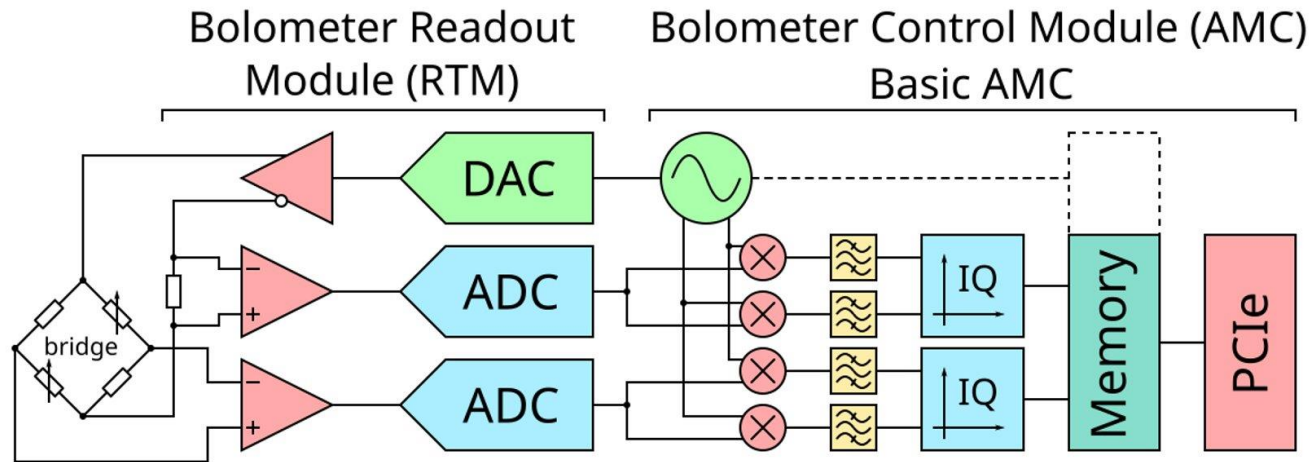 Bolometer Readout
Module (RTM)
Bolometer Control Module (AMC)
Basic AMC
DAC
ADC
IQ
bridge
ADC
IQ
Memory
PCIe